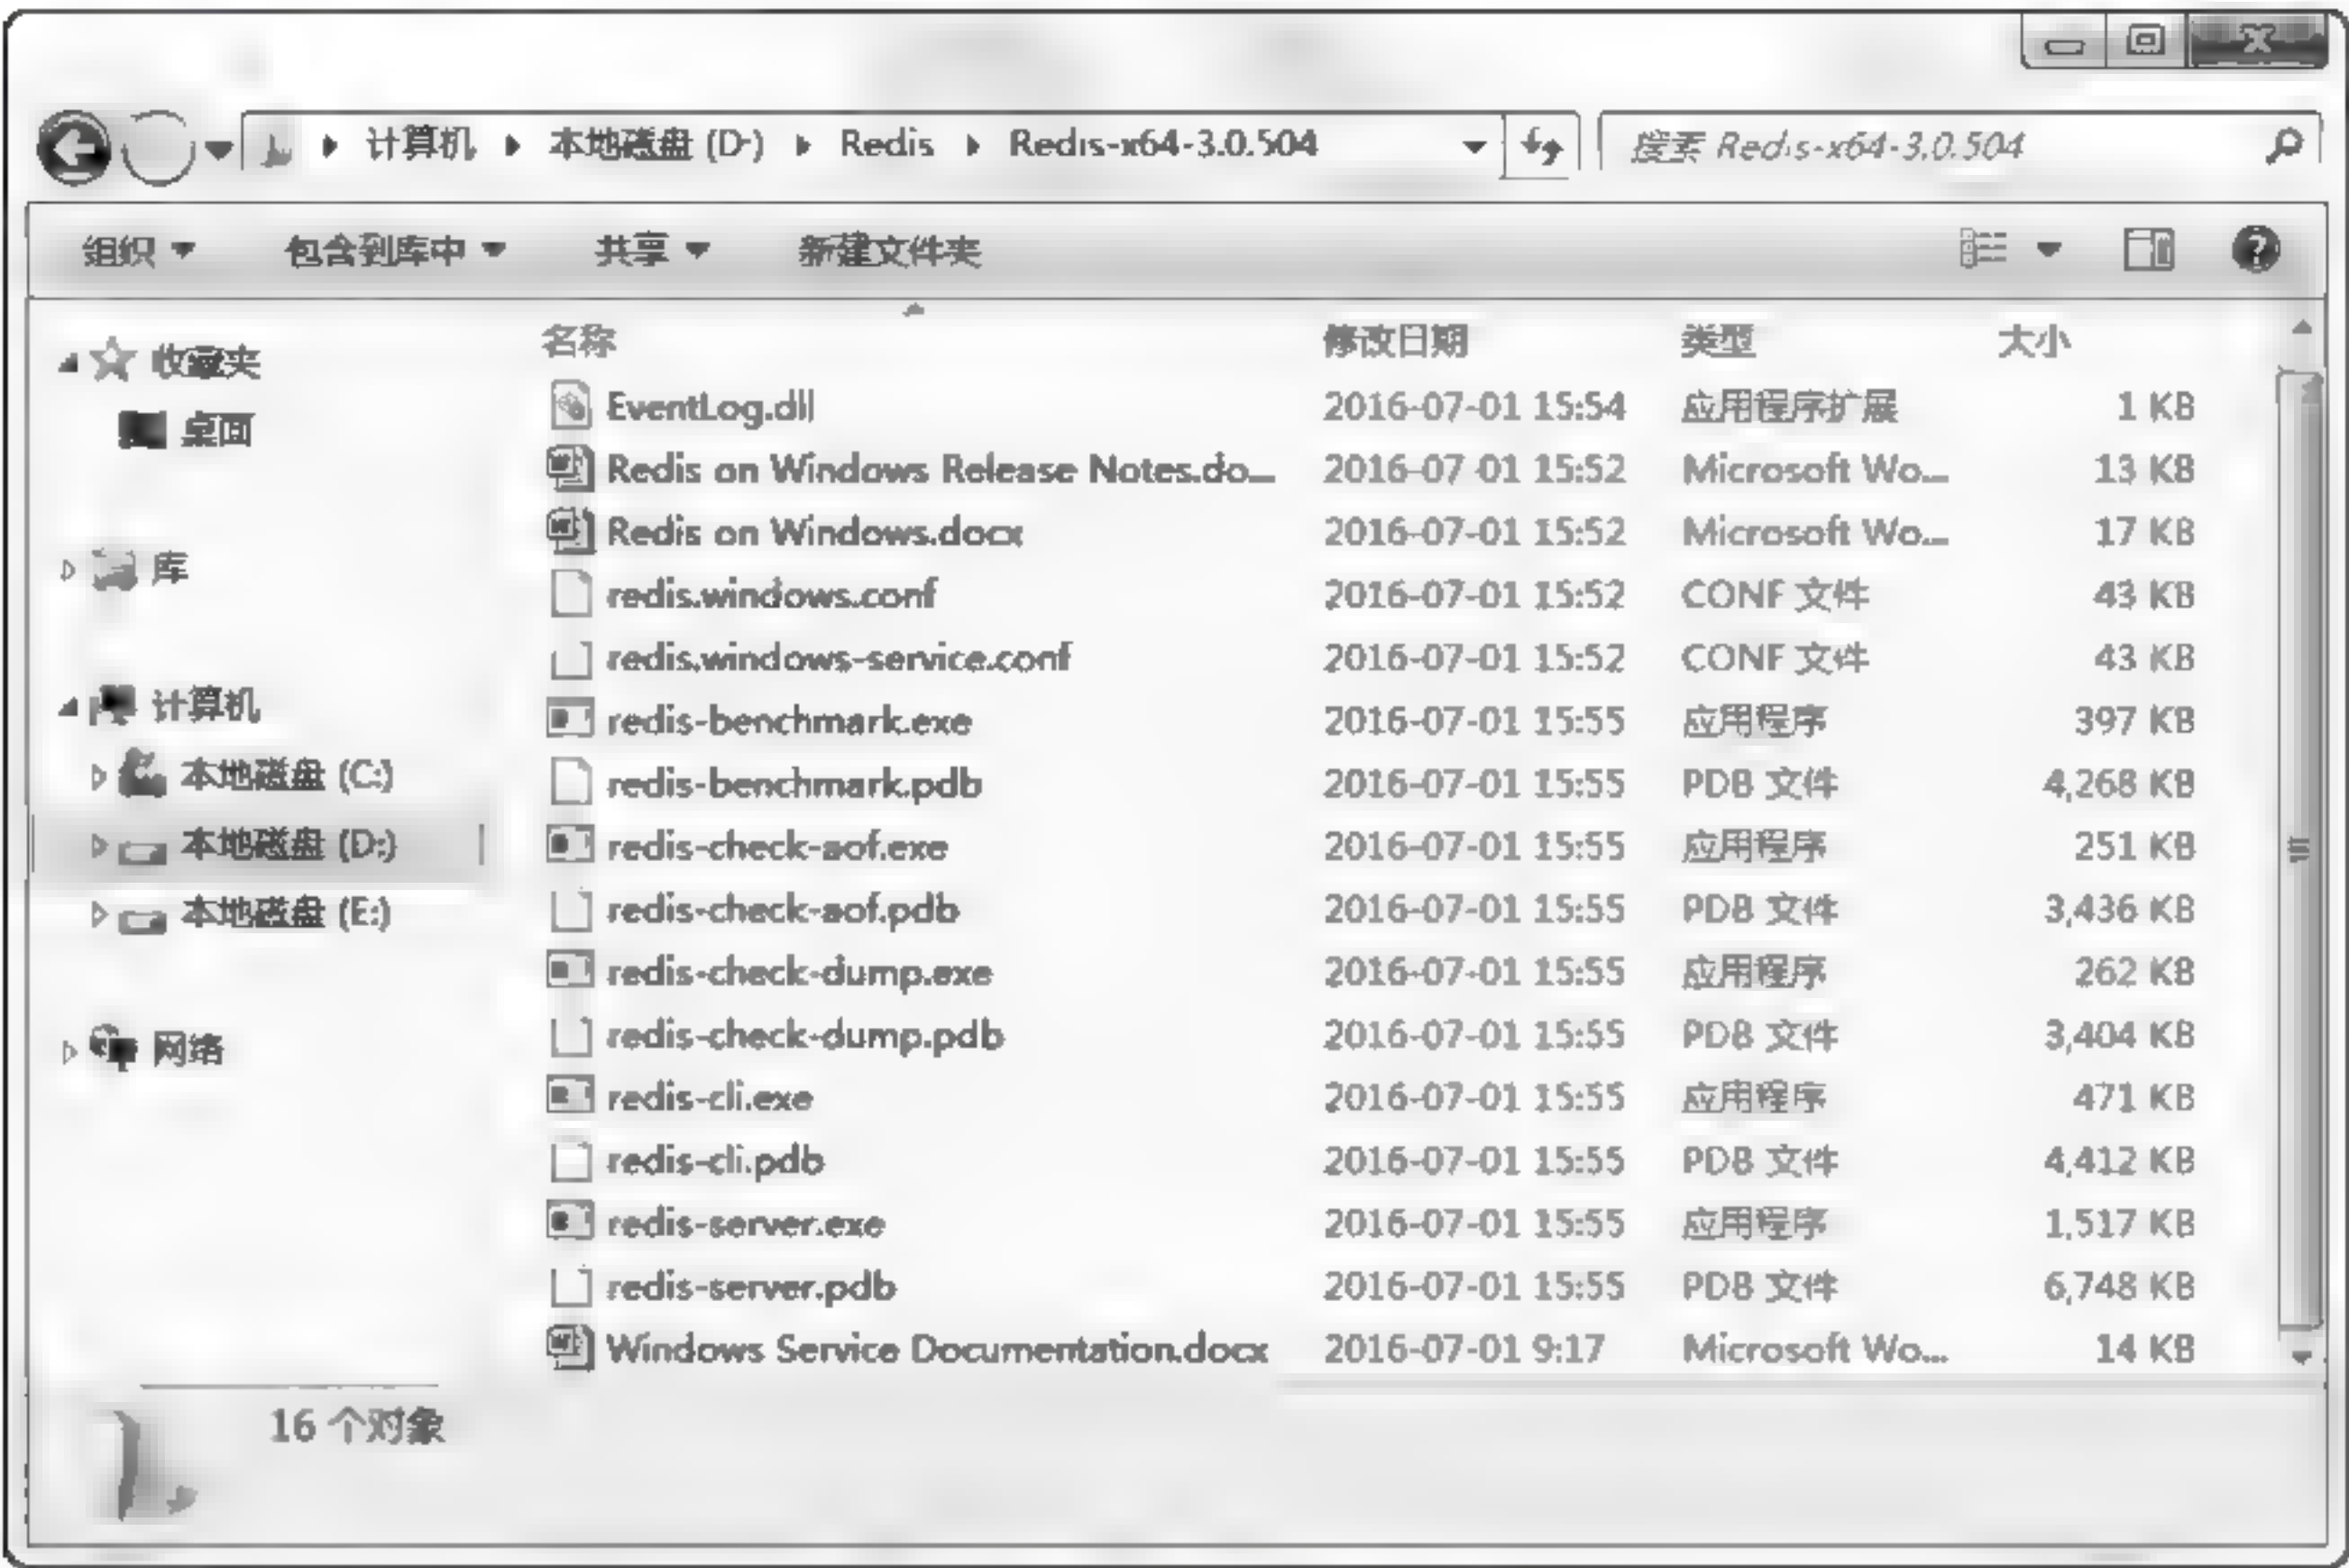 计算机 本地磁盘 (D:) Redis Redis-x64-3.0.504 搜索 Redis-x64-3.0.504
组织 包含到库中 共享 新建文件夹
收藏夹
桌面
库
计算机
本地磁盘 (C:)
本地磁盘 (D:)
本地磁盘 (E:)
网络
名称 修改日期 类型 大小
EventLog.dll 2016-07-01 15:54 应用程序扩展 1 KB
Redis on Windows Release Notes.do... 2016-07-01 15:52 Microsoft Wo... 13 KB
Redis on Windows.docx 2016-07-01 15:52 Microsoft Wo... 17 KB
redis.windows.conf 2016-07-01 15:52 CONF 文件 43 KB
redis.windows-service.conf 2016-07-01 15:52 CONF 文件 43 KB
redis-benchmark.exe 2016-07-01 15:55 应用程序 397 KB
redis-benchmark.pdb 2016-07-01 15:55 PDB 文件 4,268 KB
redis-check-aof.exe 2016-07-01 15:55 应用程序 251 KB
redis-check-aof.pdb 2016-07-01 15:55 PDB 文件 3,436 KB
redis-check-dump.exe 2016-07-01 15:55 应用程序 262 KB
redis-check-dump.pdb 2016-07-01 15:55 PDB 文件 3,404 KB
redis-cli.exe 2016-07-01 15:55 应用程序 471 KB
redis-cli.pdb 2016-07-01 15:55 PDB 文件 4,412 KB
redis-server.exe 2016-07-01 15:55 应用程序 1,517 KB
redis-server.pdb 2016-07-01 15:55 PDB 文件 6,748 KB
Windows Service Documentation.docx 2016-07-01 9:17 Microsoft Wo... 14 KB
16 个对象